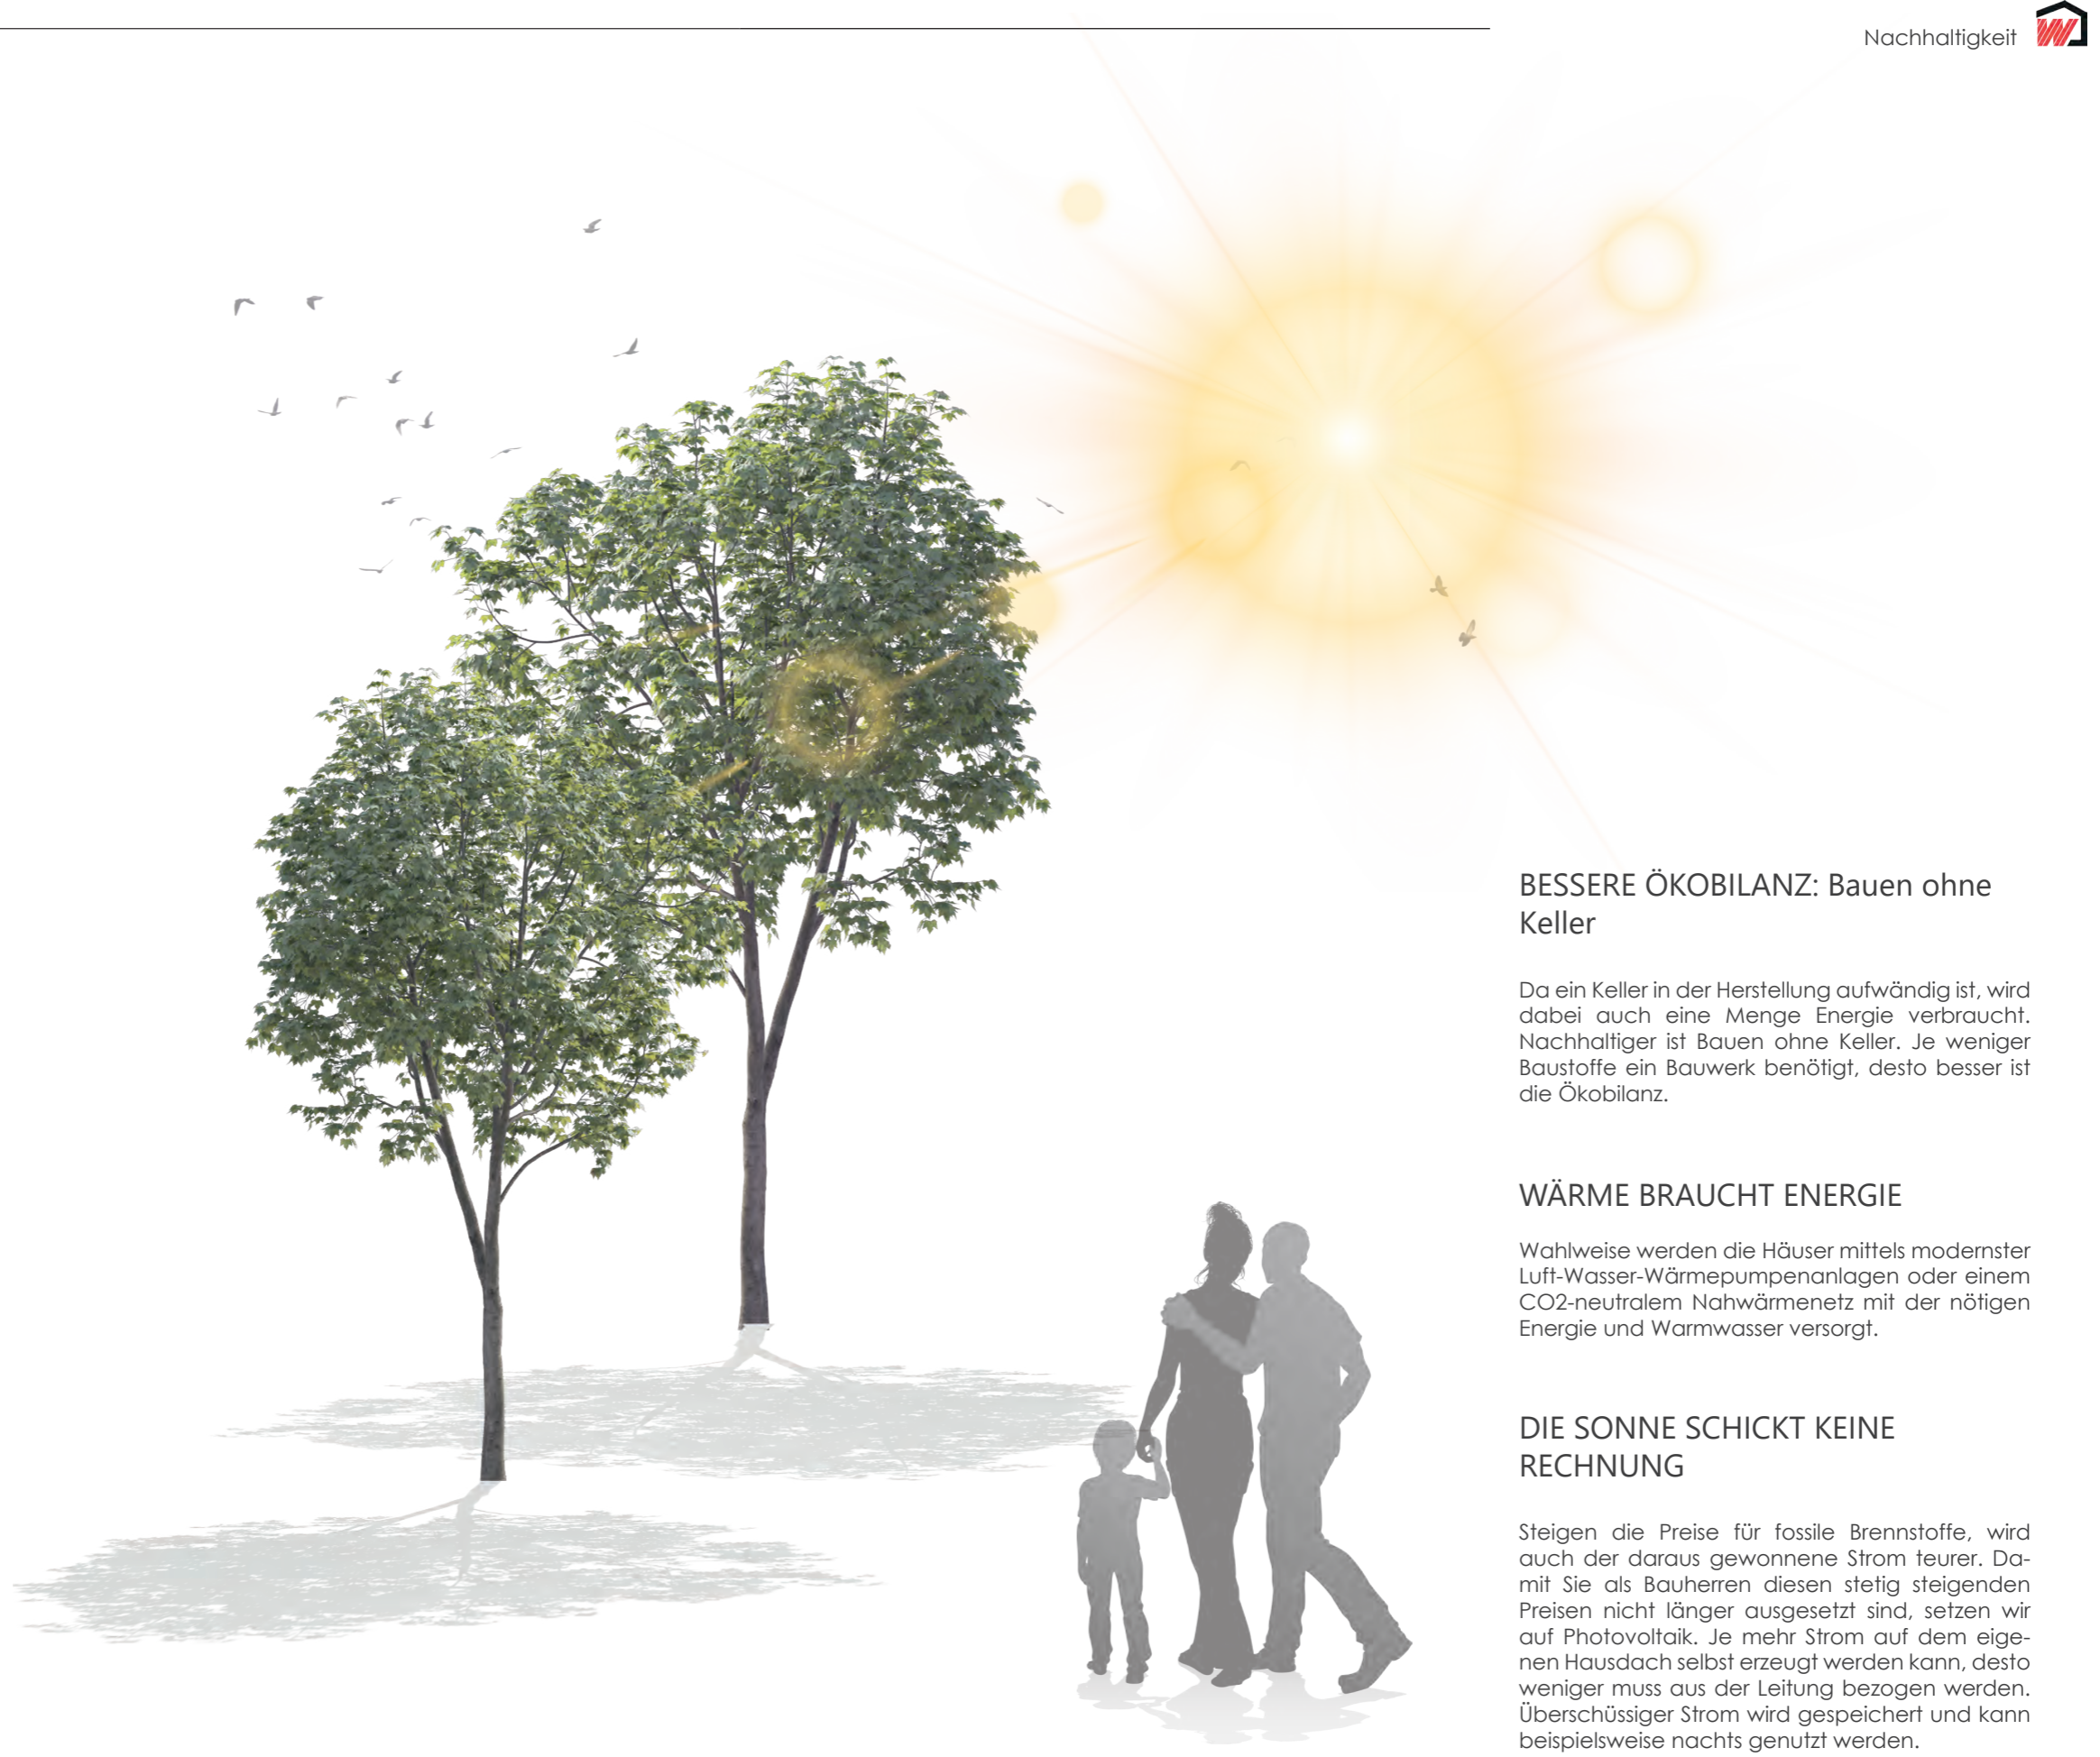 Nachhaltigkeit
BESSERE ÖKOBILANZ: Bauen ohne
Keller
Da ein Keller in der Herstellung aufwändig ist, wird
dabei auch eine Menge Energie verbraucht.
Nachhaltiger ist Bauen ohne Keller. Je weniger
Baustoffe ein Bauwerk benötigt, desto besser ist
die Ökobilanz.
WÄRME BRAUCHT ENERGIE
Wahlweise werden die Häuser mittels modernster
Luft-Wasser-Wärmepumpenanlagen oder einem
CO2-neutralem Nahwärmenetz mit der nötigen
Energie und Warmwasser versorgt.
DIE SONNE SCHICKT KEINE
RECHNUNG
Steigen die Preise für fossile Brennstoffe, wird
auch der daraus gewonnene Strom teurer. Da-
mit Sie als Bauherren diesen stetig steigenden
Preisen nicht länger ausgesetzt sind, setzen wir
auf Photovoltaik. Je mehr Strom auf dem eige-
nen Hausdach selbst erzeugt werden kann, desto
weniger muss aus der Leitung bezogen werden.
Überschüssiger Strom wird gespeichert und kann
beispielsweise nachts genutzt werden.